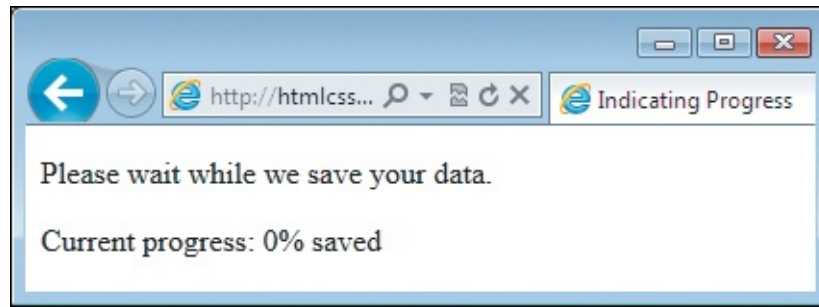 http://htmlcss... Indicating Progress
Please wait while we save your data.
Current progress: 0% saved